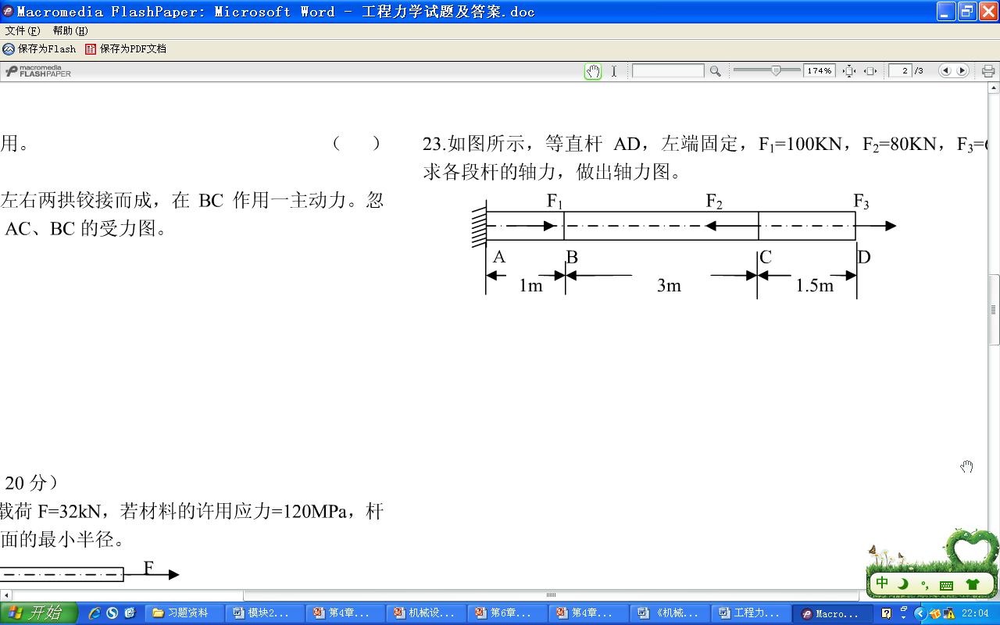 Macromedia FlashPaper: Microsoft Word - 工程力学试题及答案.doc
文件(F) 帮助(H)
保存为Flash 保存为PDF文档
macromedia
FLASHPAPER
174%
2 /3
用。 （ ）
左右两拱铰接而成，在 BC 作用一主动力。忽
AC、BC 的受力图。
20 分）
载荷 F=32kN，若材料的许用应力=120MPa，杆
面的最小半径。
F
23.如图所示，等直杆 AD，左端固定，F₁=100KN，F₂=80KN，F₃=
求各段杆的轴力，做出轴力图。
F₁ F₂ F₃
A B C D
1m 3m 1.5m
中
开始 习题资料 模块2... 第4章... 机械设... 第6章... 第4章... 《机械... 工程力... Macro... 22:04